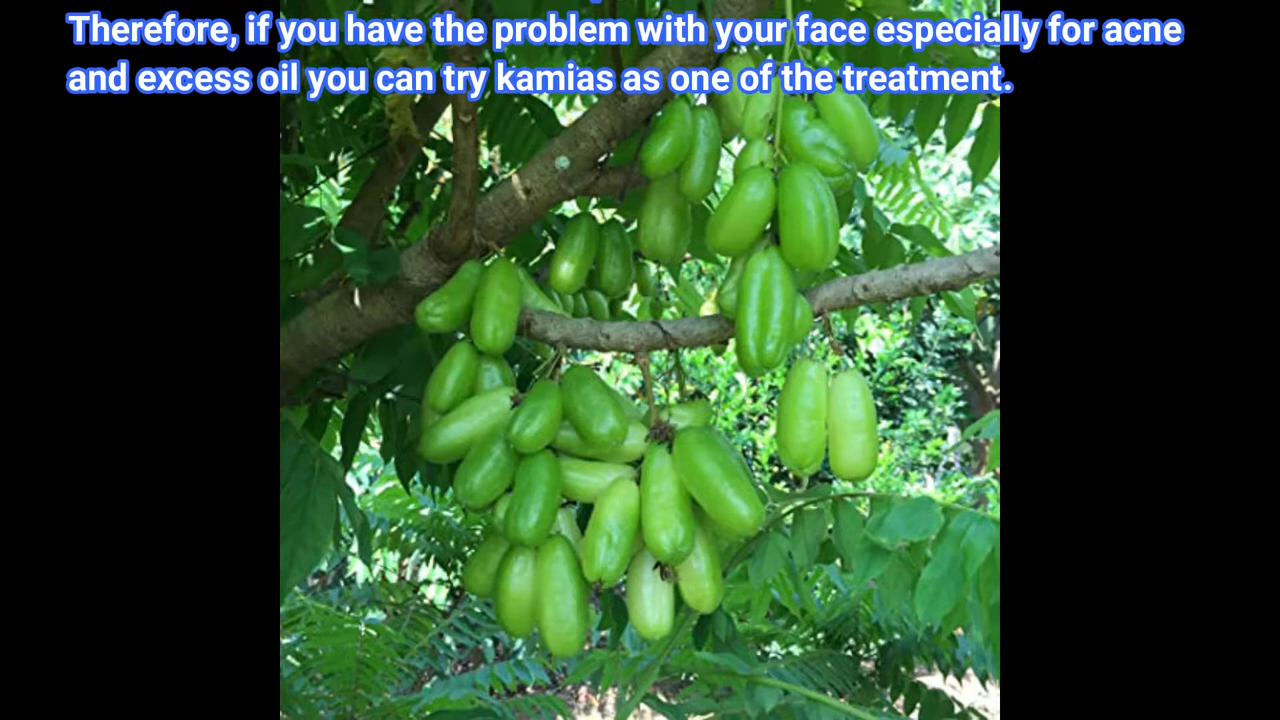 Therefore, if you have the problem with your face especially for acne
and excess oil you can try kamias as one of the treatment.